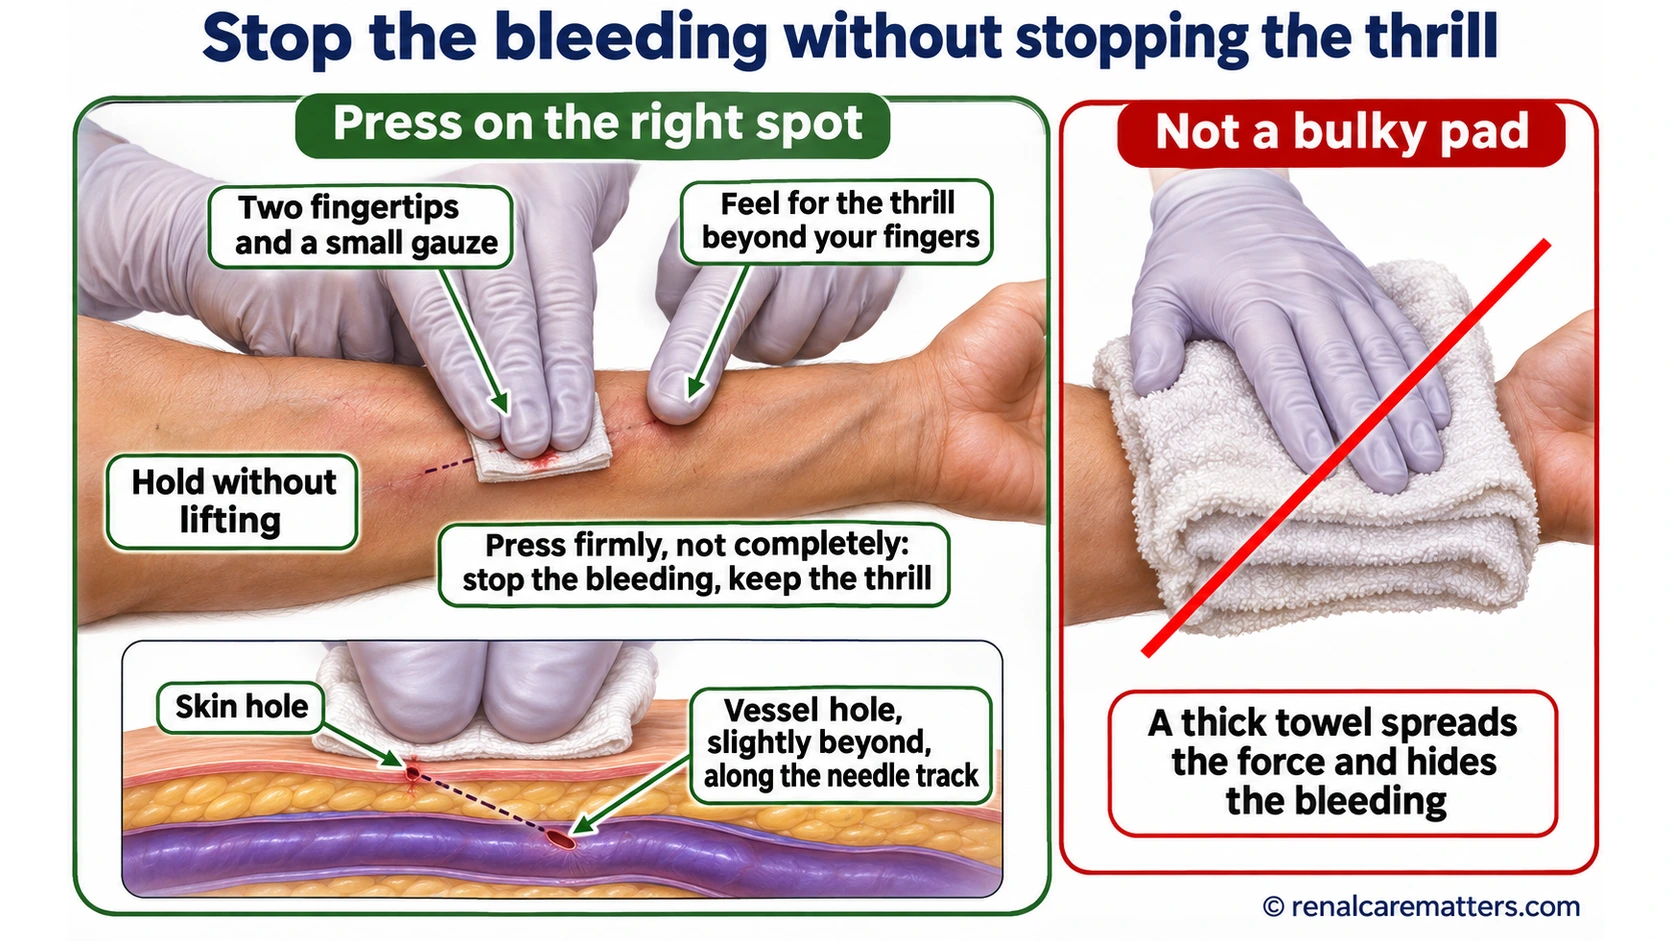 Stop the bleeding without stopping the thrill
Press on the right spot
Two fingertips
and a small gauze
Feel for the thrill
beyond your fingers
Hold without
lifting
Press firmly, not completely:
stop the bleeding, keep the thrill
Skin hole
Vessel hole,
slightly beyond,
along the needle track
Not a bulky pad
A thick towel spreads
the force and hides
the bleeding
© renalcarematters.com